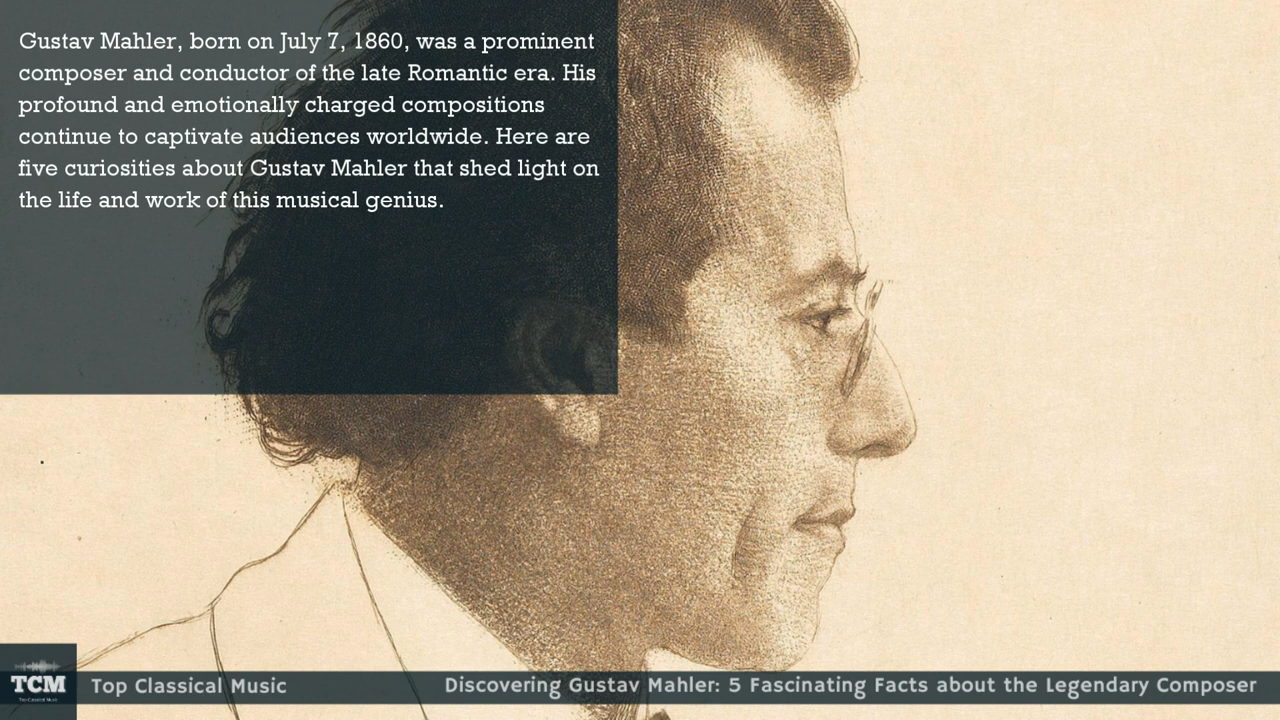 Gustav Mahler, born on July 7, 1860, was a prominent
composer and conductor of the late Romantic era. His
profound and emotionally charged compositions
continue to captivate audiences worldwide. Here are
five curiosities about Gustav Mahler that shed light on
the life and work of this musical genius.
TCM
Top Classical Music
Top Classical Music
Discovering Gustav Mahler: 5 Fascinating Facts about the Legendary Composer